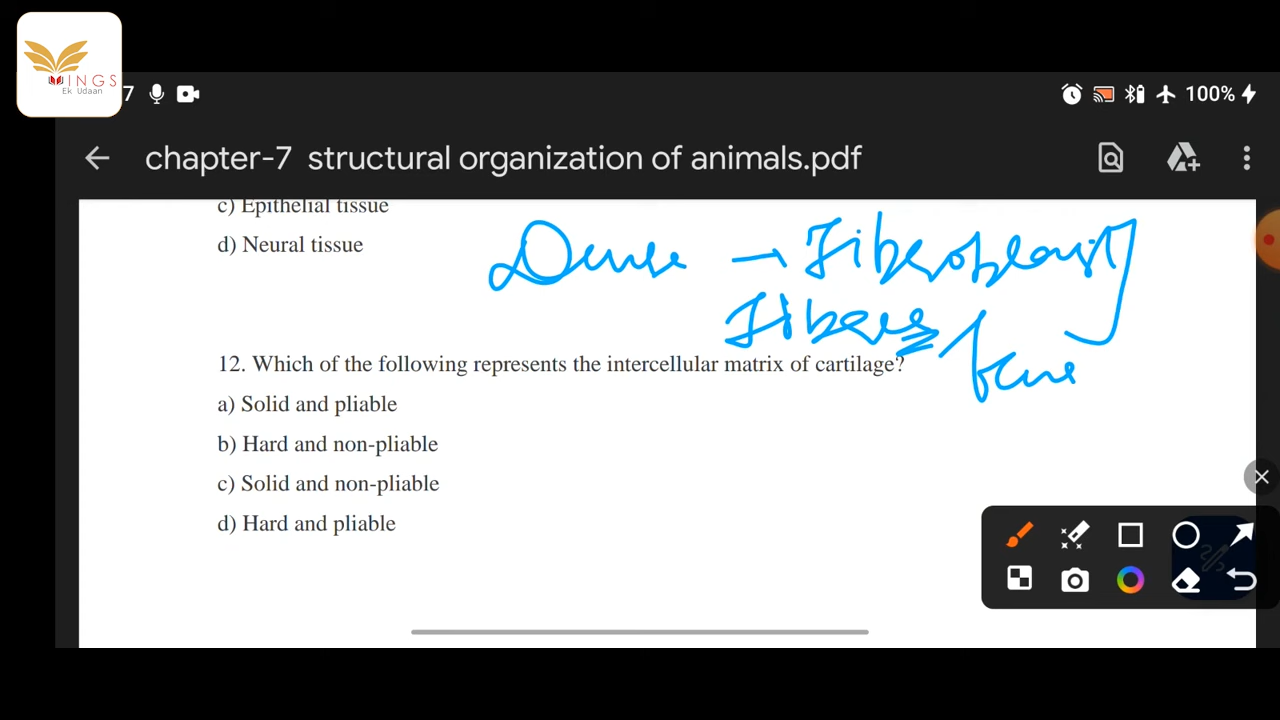 WINGS
Ek Udaan
7
100%
chapter-7 structural organization of animals.pdf
c) Epithelial tissue
d) Neural tissue
Dense → Fiberoblast
Fibers
12. Which of the following represents the intercellular matrix of cartilage?
a) Solid and pliable
b) Hard and non-pliable
c) Solid and non-pliable
d) Hard and pliable